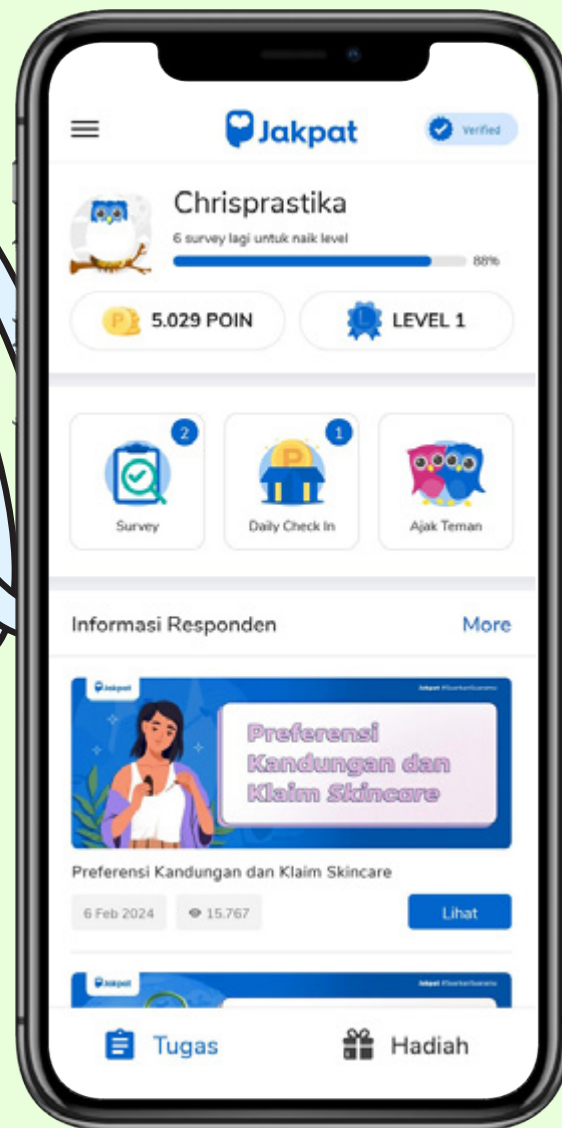 Jakpat
Verified
Chrisprastika
6 survey lagi untuk naik level
88%
5.029 POIN
LEVEL 1
2
1
Survey
Daily Check In
Ajak Teman
Informasi Responden
More
Jakpat
Preferensi
Kandungan dan
Klaim Skincare
Preferensi Kandungan dan Klaim Skincare
6 Feb 2024
15.767
Lihat
Jakpat
Tugas
Hadiah